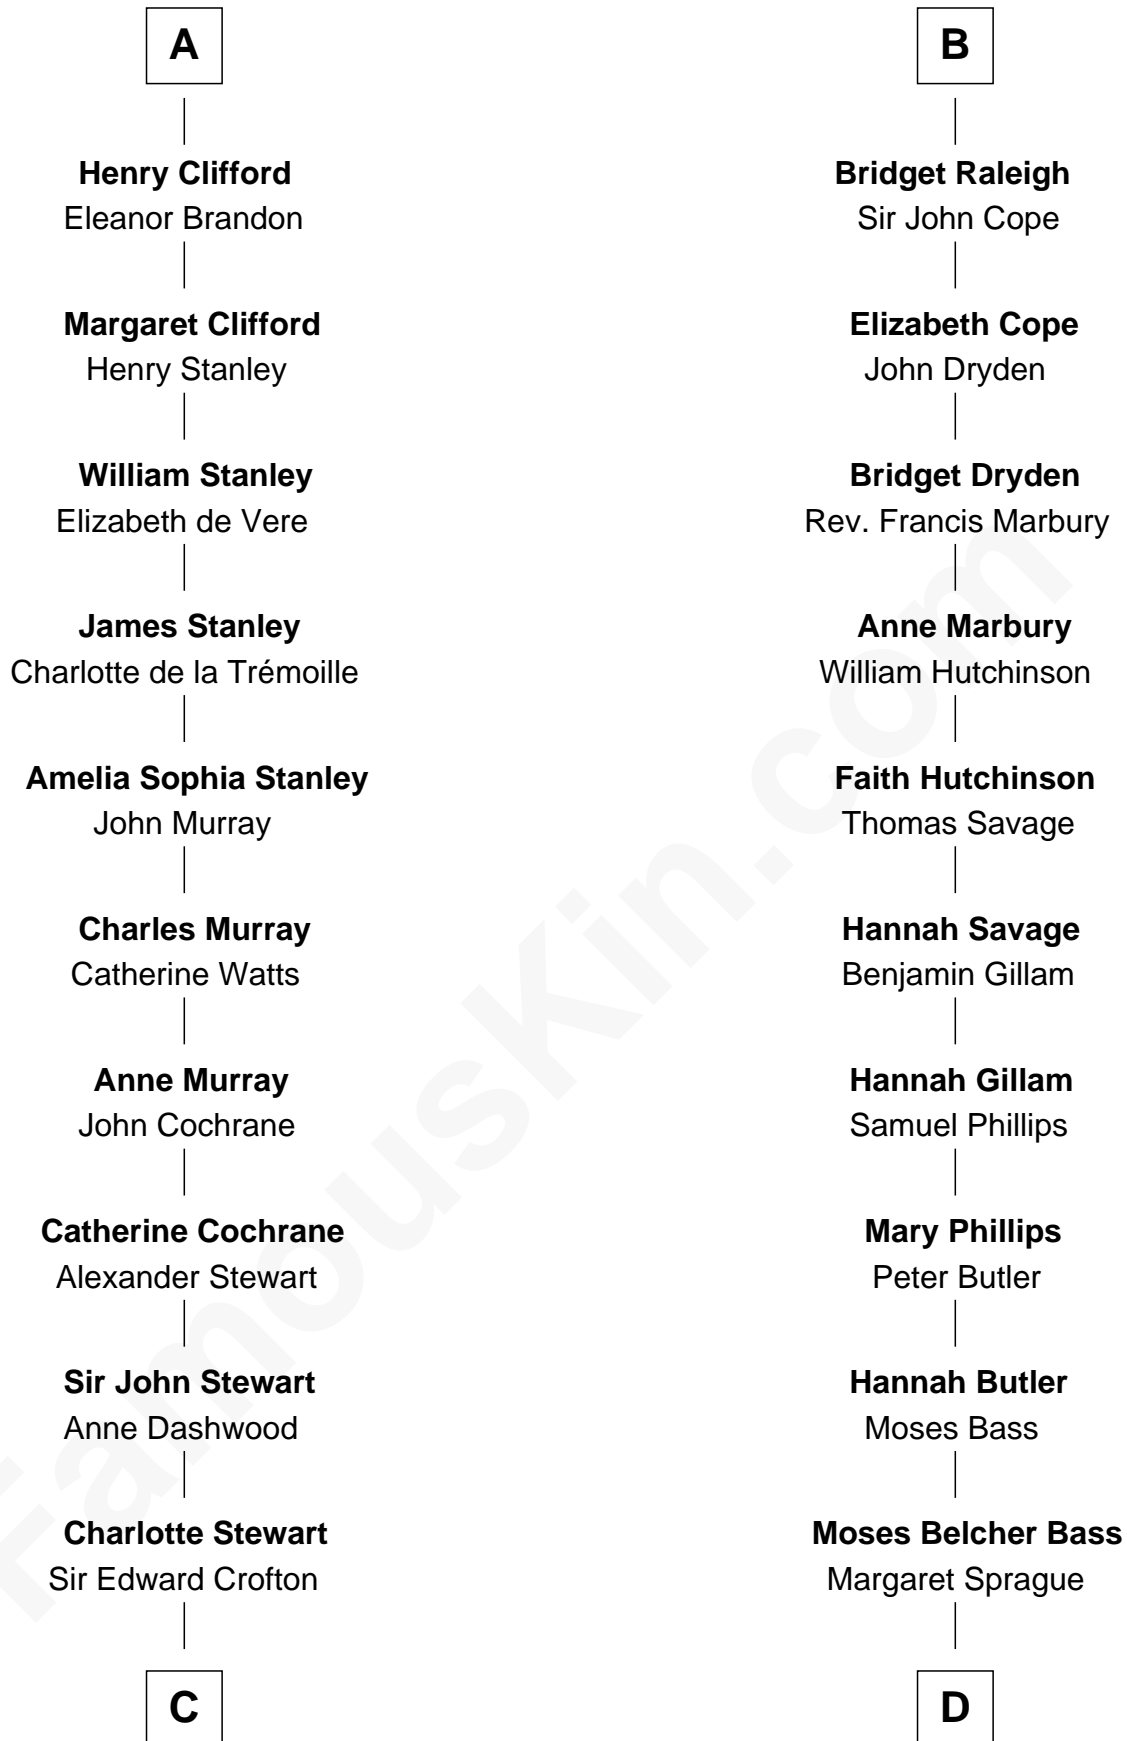 A
Henry Clifford
Eleanor Brandon
Margaret Clifford
Henry Stanley
William Stanley
Elizabeth de Vere
James Stanley
Charlotte de la Trémoille
Amelia Sophia Stanley
John Murray
Charles Murray
Catherine Watts
Anne Murray
John Cochrane
Catherine Cochrane
Alexander Stewart
Sir John Stewart
Anne Dashwood
Charlotte Stewart
Sir Edward Crofton
C
B
Bridget Raleigh
Sir John Cope
Elizabeth Cope
John Dryden
Bridget Dryden
Rev. Francis Marbury
Anne Marbury
William Hutchinson
Faith Hutchinson
Thomas Savage
Hannah Savage
Benjamin Gillam
Hannah Gillam
Samuel Phillips
Mary Phillips
Peter Butler
Hannah Butler
Moses Bass
Moses Belcher Bass
Margaret Sprague
D
FamousKin.com